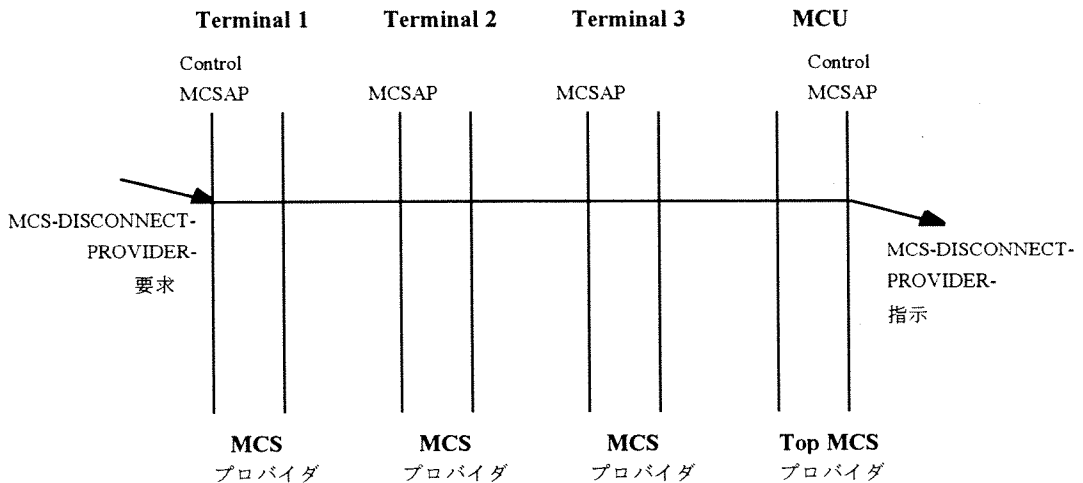 Terminal 1
Terminal 2
Terminal 3
MCU
Control
MCSAP
MCSAP
MCSAP
Control
MCSAP
MCS-DISCONNECT-
PROVIDER-
要求
MCS-DISCONNECT-
PROVIDER-
指示
MCS
プロバイダ
MCS
プロバイダ
MCS
プロバイダ
Top MCS
プロバイダ